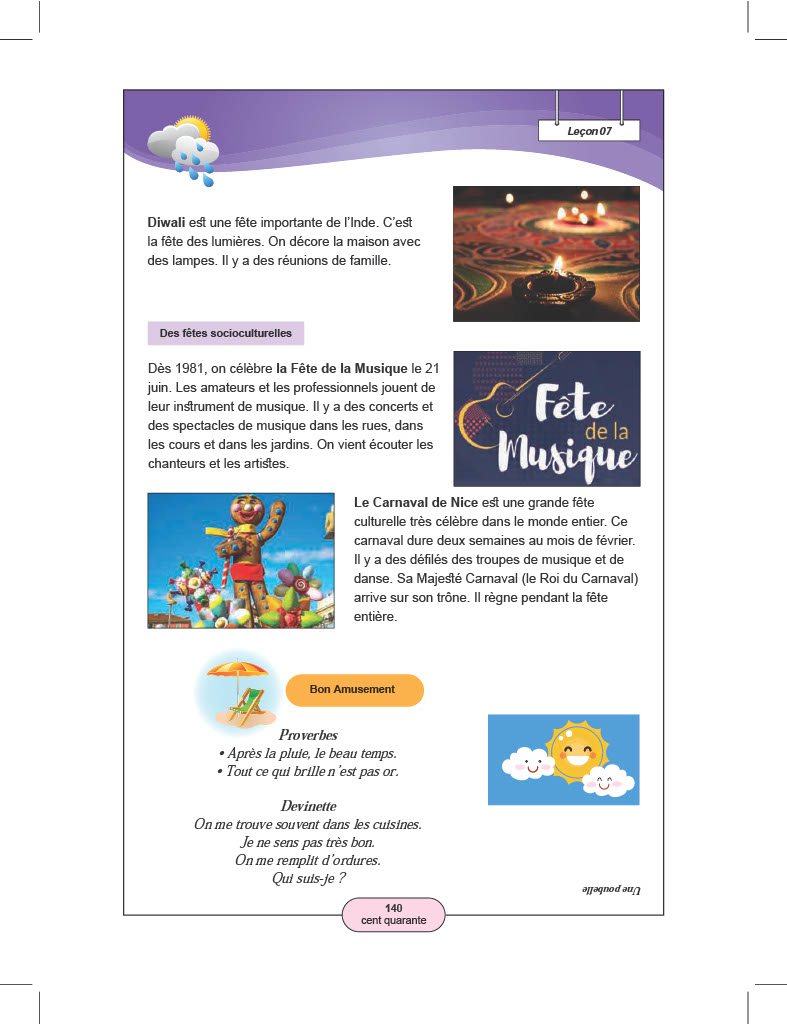 Leçon 07
Diwali est une fête importante de l'Inde. C'est
la fête des lumières. On décore la maison avec
des lampes. Il y a des réunions de famille.
Des fêtes socioculturelles
Dès 1981, on célèbre la Fête de la Musique le 21
juin. Les amateurs et les professionnels jouent de
leur instrument de musique. Il y a des concerts et
des spectacles de musique dans les rues, dans
les cours et dans les jardins. On vient écouter les
chanteurs et les artistes.
Fête
de la
Musique
Le Carnaval de Nice est une grande fête
culturelle très célèbre dans le monde entier. Ce
carnaval dure deux semaines au mois de février.
Il y a des défilés des troupes de musique et de
danse. Sa Majesté Carnaval (le Roi du Carnaval)
arrive sur son trône. Il règne pendant la fête
entière.
Bon Amusement
Proverbes
• Après la pluie, le beau temps.
• Tout ce qui brille n'est pas or.
Devinette
On me trouve souvent dans les cuisines.
Je ne sens pas très bon.
On me remplit d'ordures.
Qui suis-je ?
Une poubelle
140
cent quarante